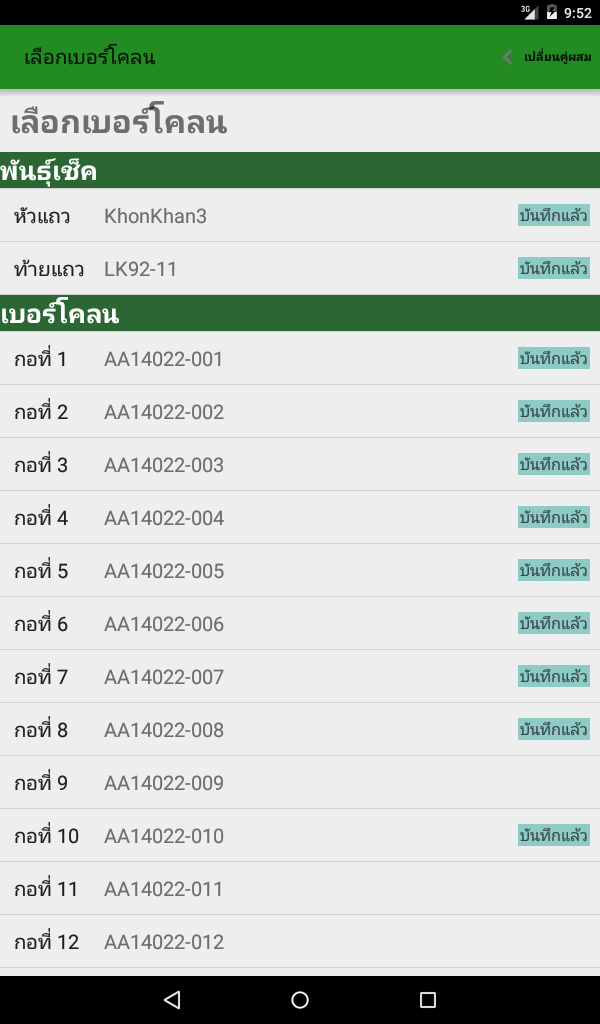 3G 9:52
เลือกเบอร์โคลน เปลี่ยนคู่ผสม
เลือกเบอร์โคลน
พันธุ์เช็ค
หัวแถว KhonKhan3 บันทึกแล้ว
ท้ายแถว LK92-11 บันทึกแล้ว
เบอร์โคลน
กอที่ 1 AA14022-001 บันทึกแล้ว
กอที่ 2 AA14022-002 บันทึกแล้ว
กอที่ 3 AA14022-003 บันทึกแล้ว
กอที่ 4 AA14022-004 บันทึกแล้ว
กอที่ 5 AA14022-005 บันทึกแล้ว
กอที่ 6 AA14022-006 บันทึกแล้ว
กอที่ 7 AA14022-007 บันทึกแล้ว
กอที่ 8 AA14022-008 บันทึกแล้ว
กอที่ 9 AA14022-009
กอที่ 10 AA14022-010 บันทึกแล้ว
กอที่ 11 AA14022-011
กอที่ 12 AA14022-012